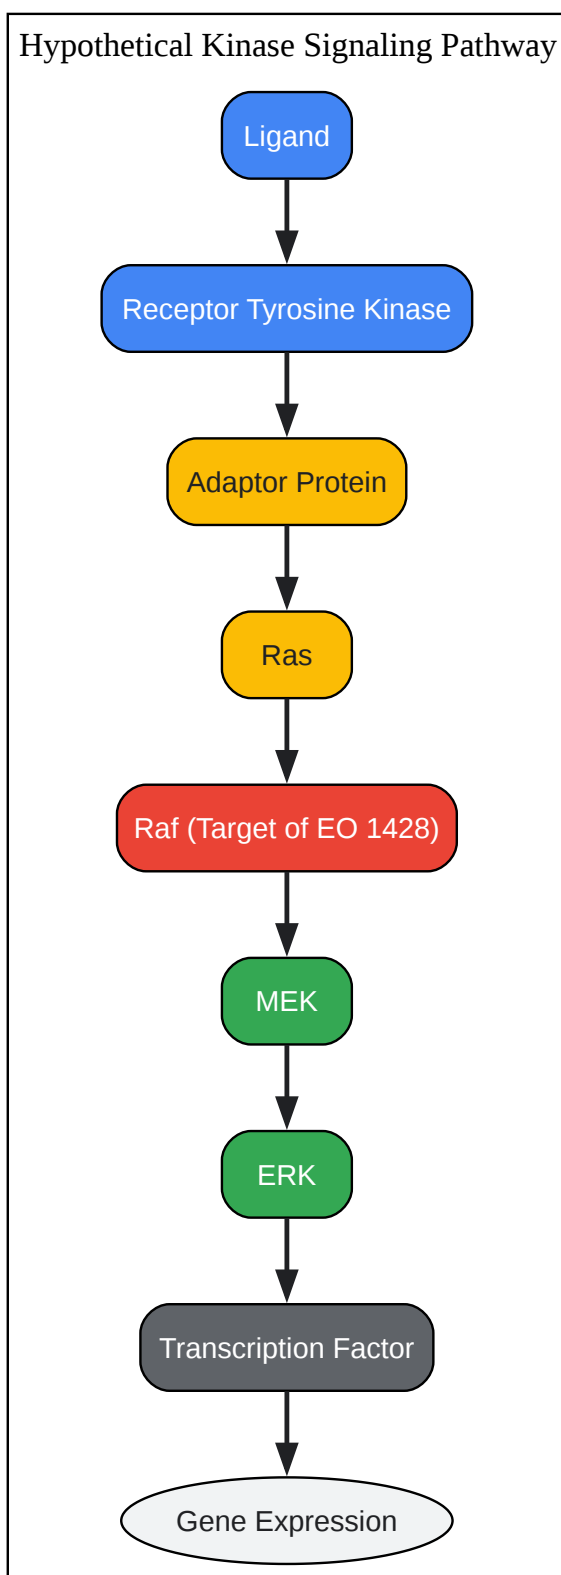 Hypothetical Kinase Signaling Pathway
Ligand
Receptor Tyrosine Kinase
Adaptor Protein
Ras
Raf (Target of EO 1428)
MEK
ERK
Transcription Factor
Gene Expression